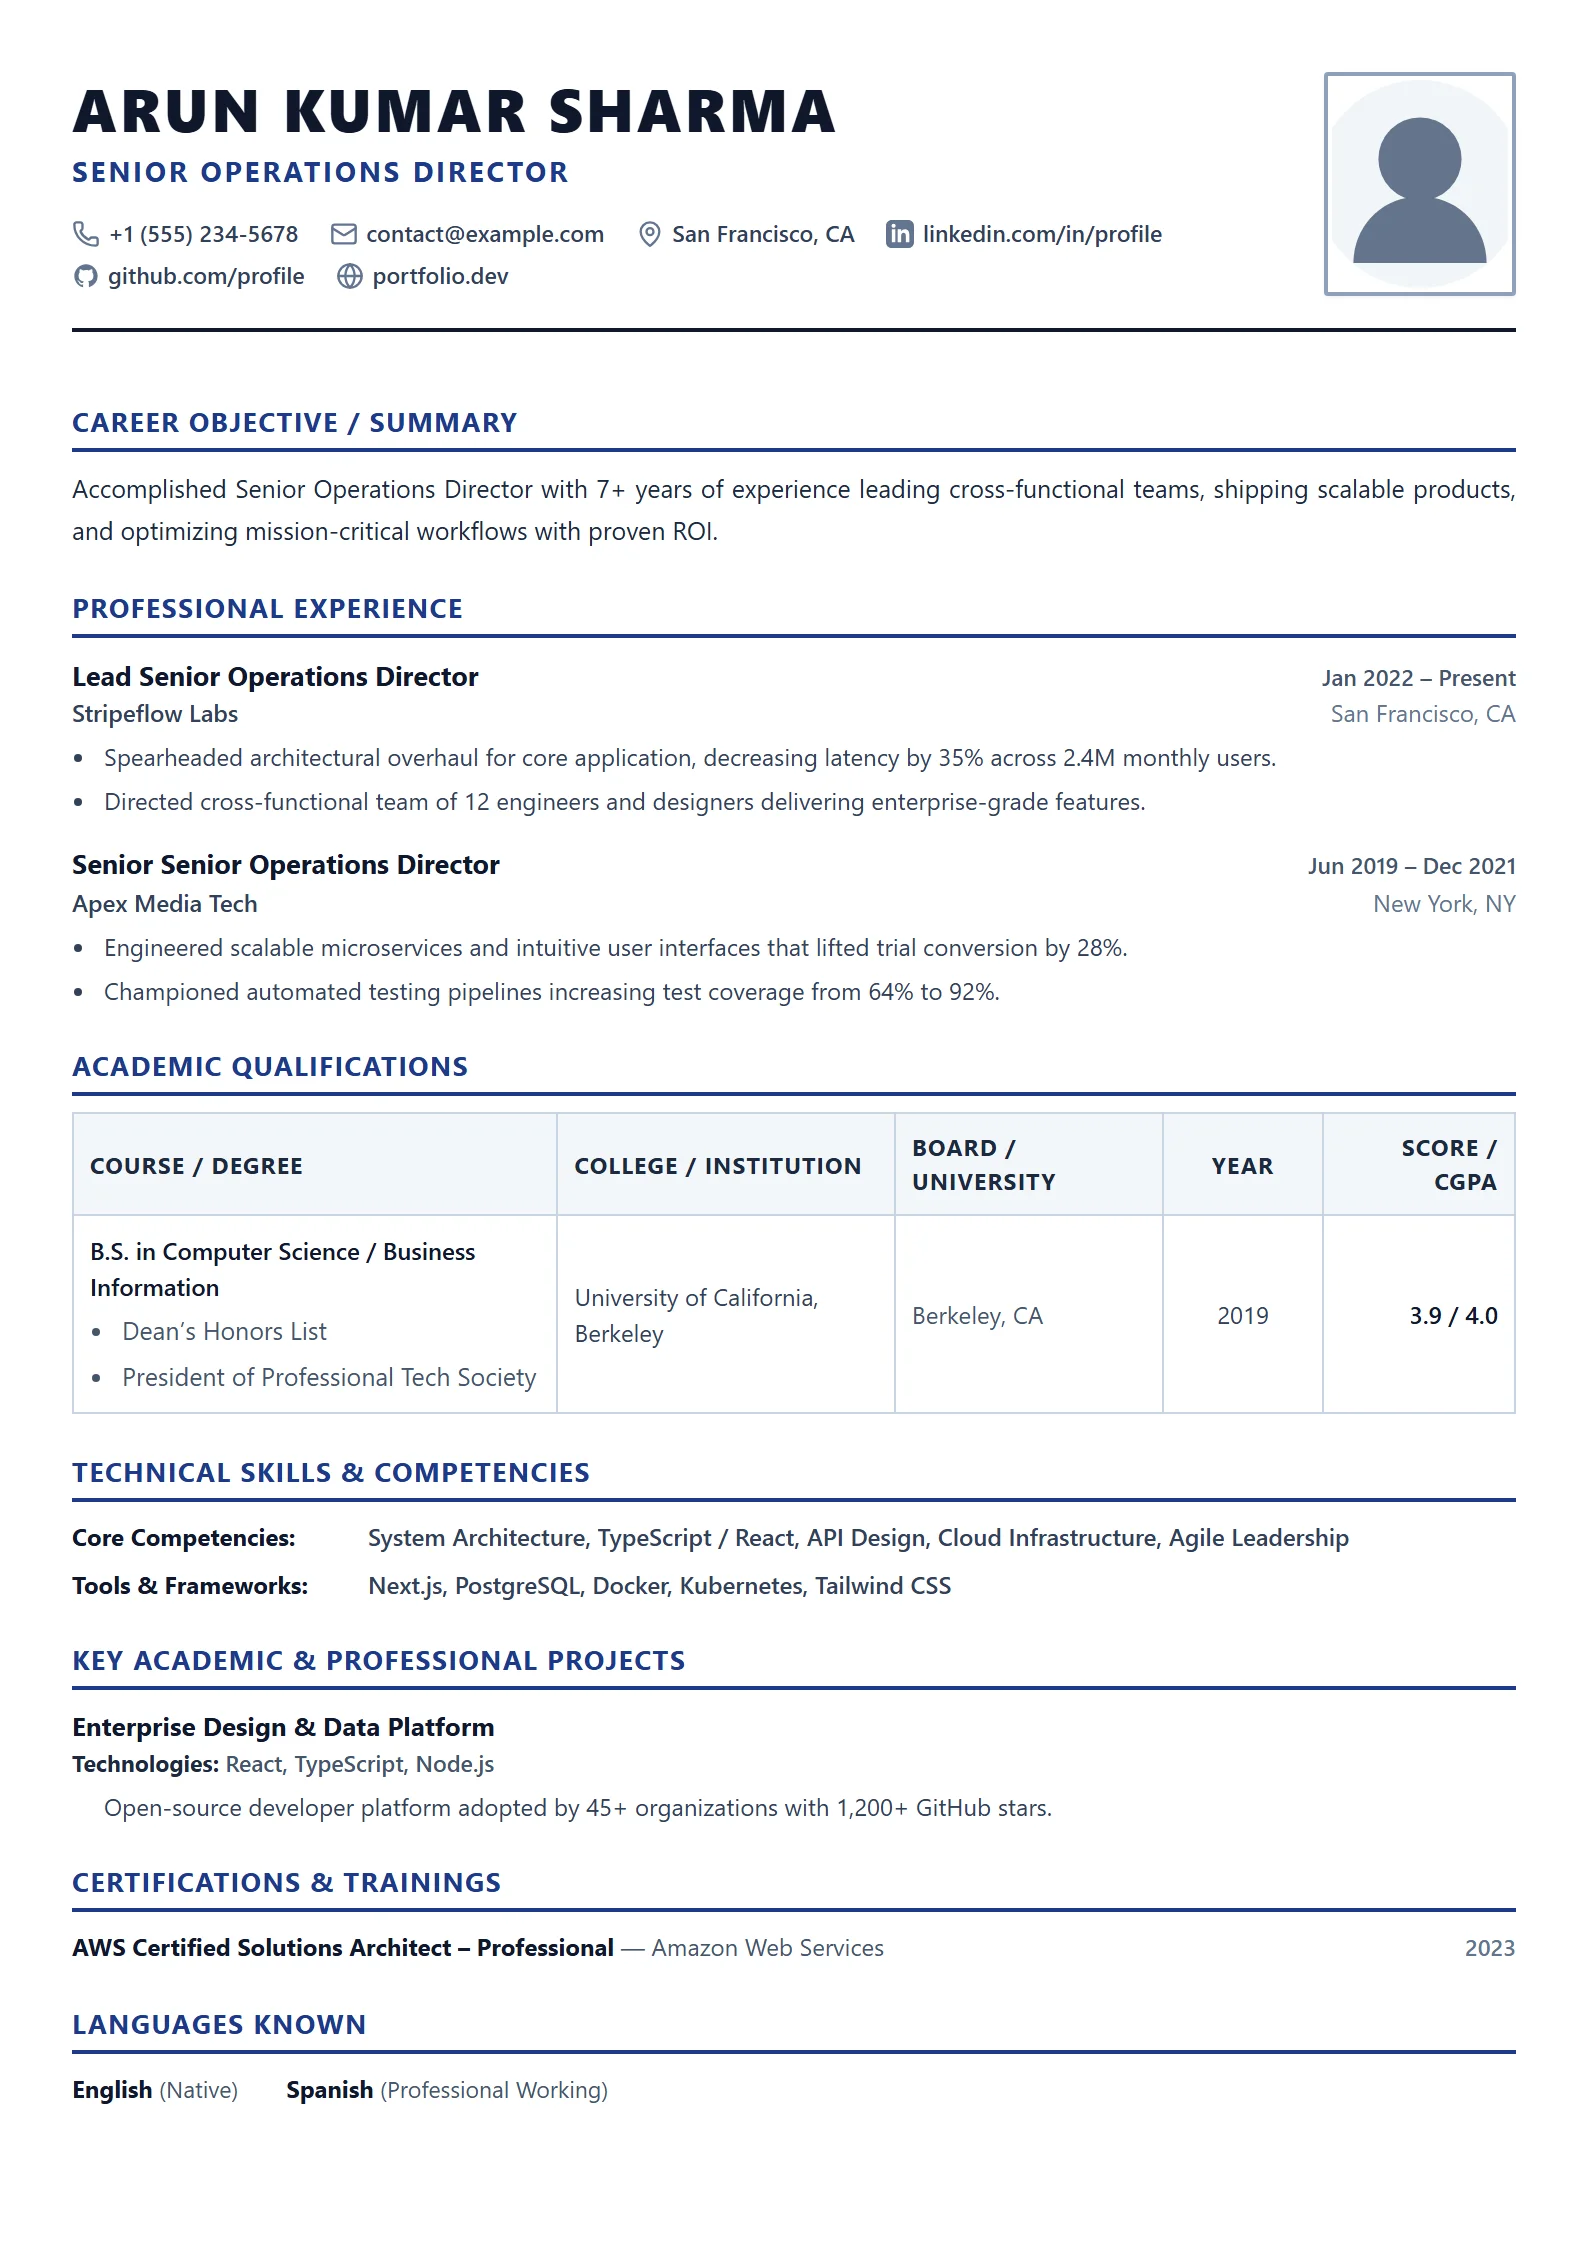 ARUN KUMAR SHARMA
SENIOR OPERATIONS DIRECTOR
+1 (555) 234-5678 contact@example.com San Francisco, CA in linkedin.com/in/profile
github.com/profile portfolio.dev
CAREER OBJECTIVE / SUMMARY
Accomplished Senior Operations Director with 7+ years of experience leading cross-functional teams, shipping scalable products,
and optimizing mission-critical workflows with proven ROI.
PROFESSIONAL EXPERIENCE
Lead Senior Operations Director Jan 2022 – Present
Stripeflow Labs San Francisco, CA
• Spearheaded architectural overhaul for core application, decreasing latency by 35% across 2.4M monthly users.
• Directed cross-functional team of 12 engineers and designers delivering enterprise-grade features.
Senior Senior Operations Director Jun 2019 – Dec 2021
Apex Media Tech New York, NY
• Engineered scalable microservices and intuitive user interfaces that lifted trial conversion by 28%.
• Championed automated testing pipelines increasing test coverage from 64% to 92%.
ACADEMIC QUALIFICATIONS
COURSE / DEGREE
COLLEGE / INSTITUTION
BOARD /
UNIVERSITY
YEAR
SCORE /
CGPA
B.S. in Computer Science / Business
Information
• Dean’s Honors List
• President of Professional Tech Society
University of California,
Berkeley
Berkeley, CA
2019
3.9 / 4.0
TECHNICAL SKILLS & COMPETENCIES
Core Competencies: System Architecture, TypeScript / React, API Design, Cloud Infrastructure, Agile Leadership
Tools & Frameworks: Next.js, PostgreSQL, Docker, Kubernetes, Tailwind CSS
KEY ACADEMIC & PROFESSIONAL PROJECTS
Enterprise Design & Data Platform
Technologies: React, TypeScript, Node.js
Open-source developer platform adopted by 45+ organizations with 1,200+ GitHub stars.
CERTIFICATIONS & TRAININGS
AWS Certified Solutions Architect – Professional — Amazon Web Services 2023
LANGUAGES KNOWN
English (Native) Spanish (Professional Working)